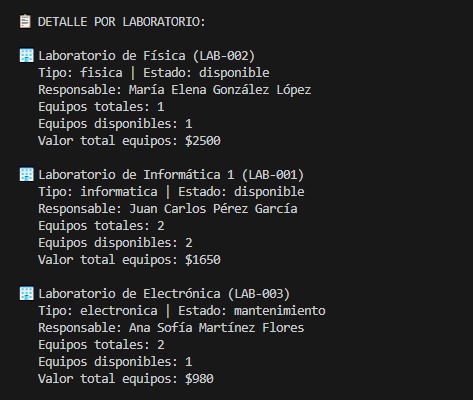 📋 DETALLE POR LABORATORIO:
🏢 Laboratorio de Física (LAB-002)
Tipo: fisica | Estado: disponible
Responsable: María Elena González López
Equipos totales: 1
Equipos disponibles: 1
Valor total equipos: $2500
🏢 Laboratorio de Informática 1 (LAB-001)
Tipo: informatica | Estado: disponible
Responsable: Juan Carlos Pérez García
Equipos totales: 2
Equipos disponibles: 2
Valor total equipos: $1650
🏢 Laboratorio de Electrónica (LAB-003)
Tipo: electronica | Estado: mantenimiento
Responsable: Ana Sofía Martínez Flores
Equipos totales: 2
Equipos disponibles: 1
Valor total equipos: $980